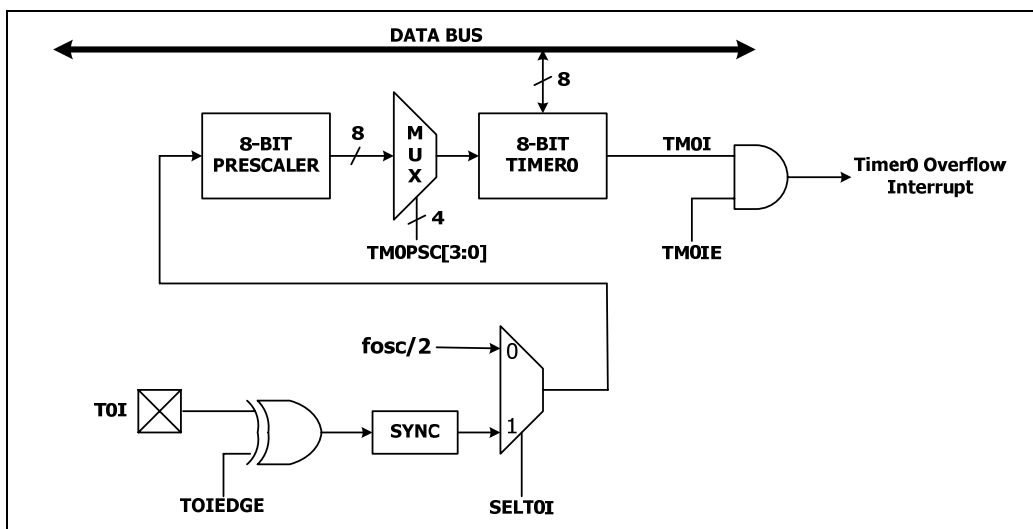 DATA BUS
8
8-BIT
PRESCALER
8
M
U
X
8-BIT
TIMER0
TM0I
Timer0 Overflow
Interrupt
4
TM0PSC[3:0]
TM0IE
fosc/2
0
T0I
SYNC
1
T0IEDGE
SELT0I